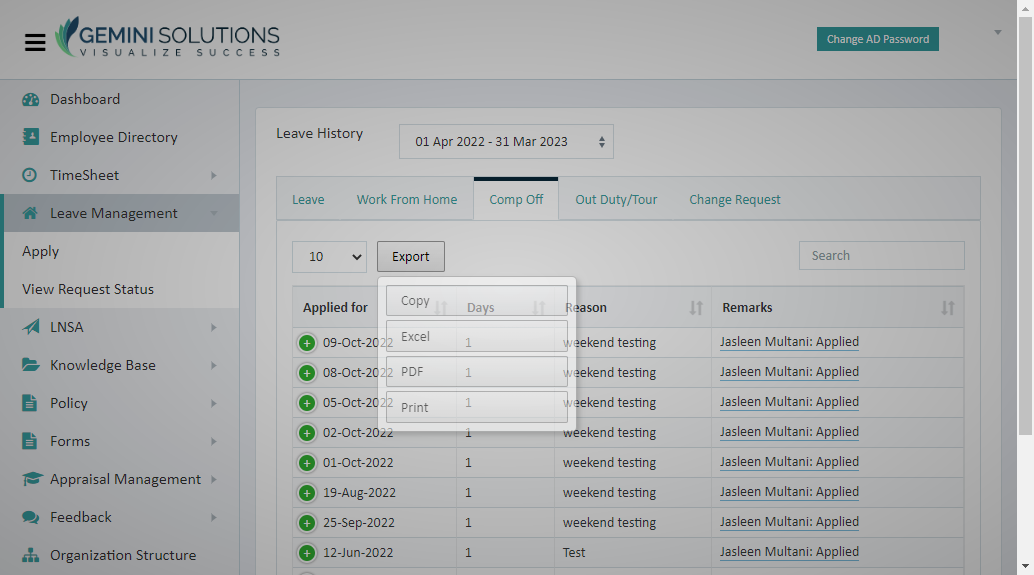 GEMINI SOLUTIONS
VISUALIZE SUCCESS
Change AD Password
Dashboard
Employee Directory
TimeSheet
Leave Management
Apply
View Request Status
LNSA
Knowledge Base
Policy
Forms
Appraisal Management
Feedback
Organization Structure
Leave History
01 Apr 2022 - 31 Mar 2023
Leave Work From Home Comp Off Out Duty/Tour Change Request
10 Export Search
Copy
Excel
PDF
Print
Applied for Days Reason Remarks
09-Oct-2022 1 weekend testing Jasleen Multani: Applied
08-Oct-2022 1 weekend testing Jasleen Multani: Applied
05-Oct-2022 1 weekend testing Jasleen Multani: Applied
02-Oct-2022 1 weekend testing Jasleen Multani: Applied
01-Oct-2022 1 weekend testing Jasleen Multani: Applied
19-Aug-2022 1 weekend testing Jasleen Multani: Applied
25-Sep-2022 1 weekend testing Jasleen Multani: Applied
12-Jun-2022 1 Test Jasleen Multani: Applied